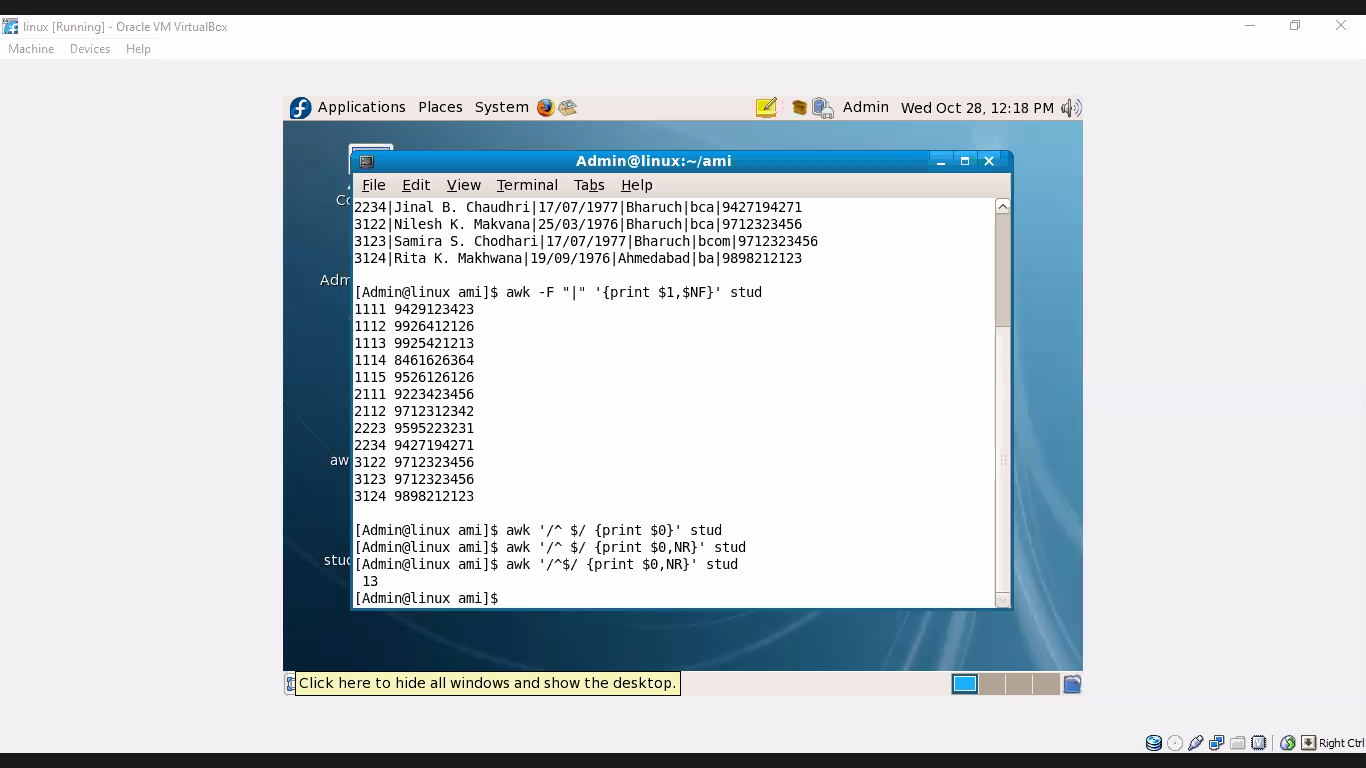 linux [Running] - Oracle VM VirtualBox
Machine Devices Help
Applications Places System Admin Wed Oct 28, 12:18 PM
Admin@linux:~/ami
File Edit View Terminal Tabs Help
2234|Jinal B. Chaudhri|17/07/1977|Bharuch|bca|9427194271
3122|Nilesh K. Makvana|25/03/1976|Bharuch|bca|9712323456
3123|Samira S. Chodhari|17/07/1977|Bharuch|bcom|9712323456
3124|Rita K. Makhwana|19/09/1976|Ahmedabad|ba|9898212123
[Admin@linux ami]$ awk -F "|" '{print $1,$NF}' stud
1111 9429123423
1112 9926412126
1113 9925421213
1114 8461626364
1115 9526126126
2111 9223423456
2112 9712312342
2223 9595223231
2234 9427194271
3122 9712323456
3123 9712323456
3124 9898212123
[Admin@linux ami]$ awk '/^ $/ {print $0}' stud
[Admin@linux ami]$ awk '/^ $/ {print $0,NR}' stud
[Admin@linux ami]$ awk '/^$/ {print $0,NR}' stud
13
[Admin@linux ami]$
Click here to hide all windows and show the desktop.
Right Ctrl